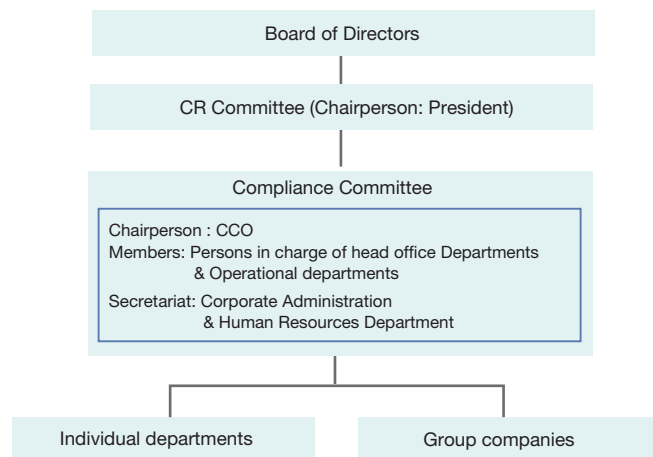 Board of Directors
CR Committee (Chairperson: President)
Compliance Committee
Chairperson : CCO
Members: Persons in charge of head office Departments
& Operational departments
Secretariat: Corporate Administration
& Human Resources Department
Individual departments
Group companies